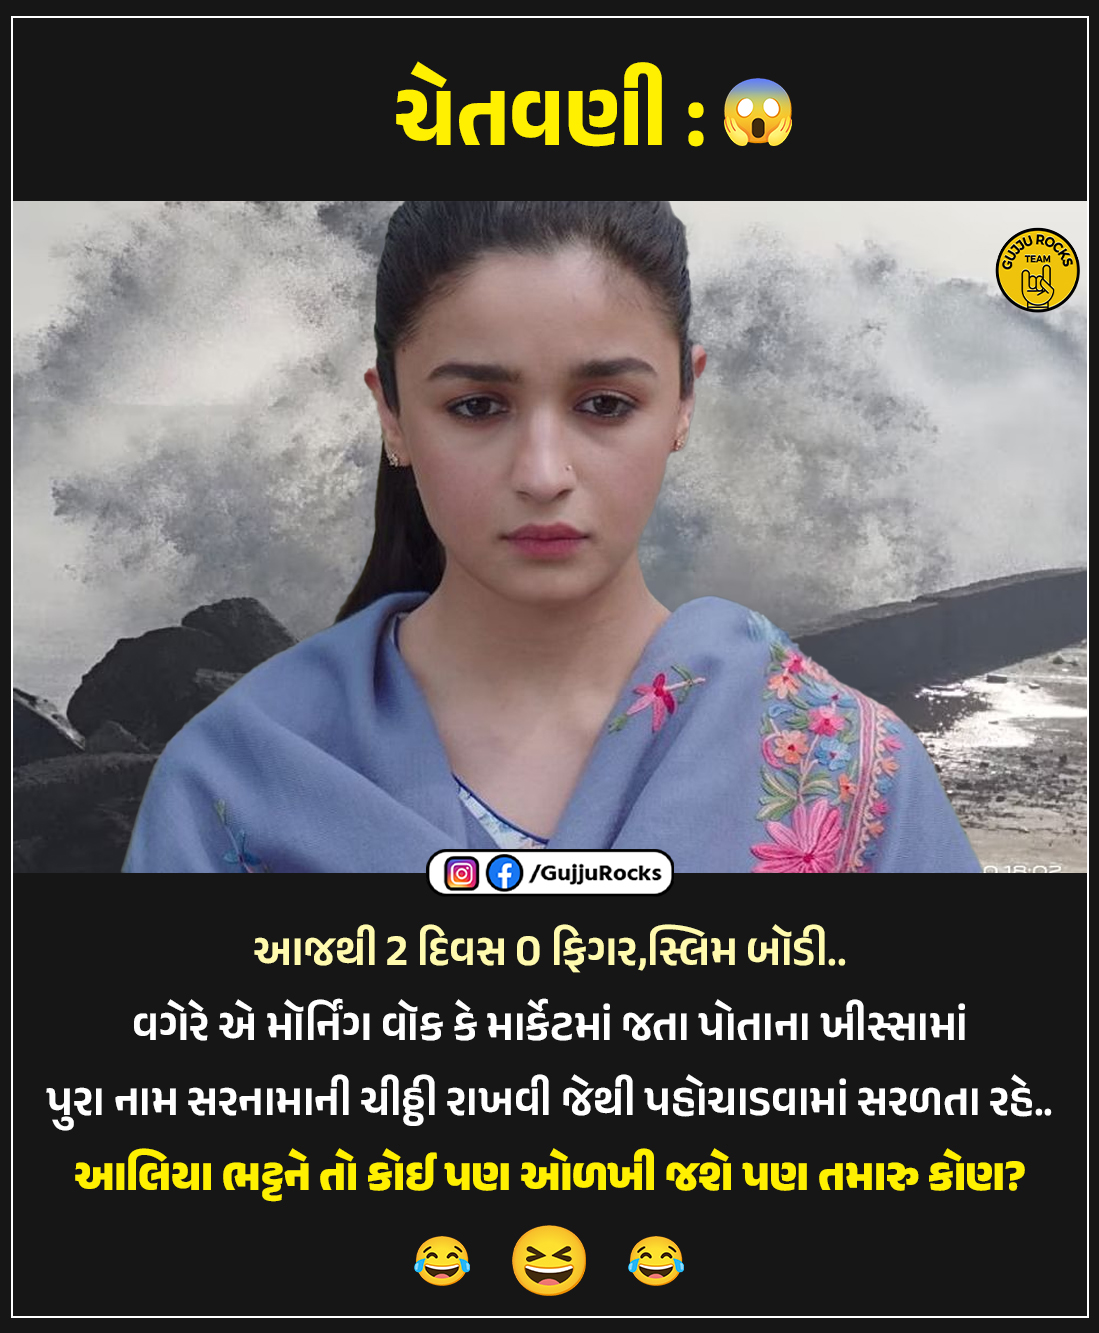 ચેતવણી : 😱
GUJJU ROCKS
TEAM
/GujjuRocks
આજથી 2 દિવસ 0 ફિગર,સ્લિમ બૉડી..
વગેરે એ મૉર્નિંગ વૉક કે માર્કેટમાં જતા પોતાના ખીસ્સામાં
પુરા નામ સરનામાની ચીઠ્ઠી રાખવી જેથી પહોચાડવામાં સરળતા રહે..
આલિયા ભટ્ટને તો કોઈ પણ ઓળખી જશે પણ તમારુ કોણ?
😂 😆 😂